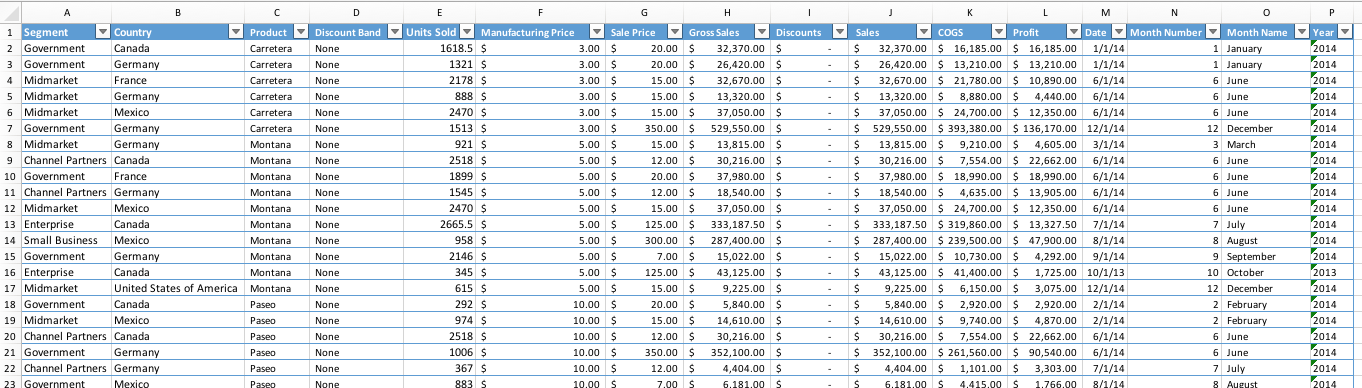 A B C D E F G H I J K L M N O P
1 Segment Country Product Discount Band Units Sold Manufacturing Price Sale Price Gross Sales Discounts Sales COGS Profit Date Month Number Month Name Year
2 Government Canada Carretera None 1618.5 $ 3.00 $ 20.00 $ 32,370.00 $ - $ 32,370.00 $ 16,185.00 $ 16,185.00 1/1/14 1 January 2014
3 Government Germany Carretera None 1321 $ 3.00 $ 20.00 $ 26,420.00 $ - $ 26,420.00 $ 13,210.00 $ 13,210.00 1/1/14 1 January 2014
4 Midmarket France Carretera None 2178 $ 3.00 $ 15.00 $ 32,670.00 $ - $ 32,670.00 $ 21,780.00 $ 10,890.00 6/1/14 6 June 2014
5 Midmarket Germany Carretera None 888 $ 3.00 $ 15.00 $ 13,320.00 $ - $ 13,320.00 $ 8,880.00 $ 4,440.00 6/1/14 6 June 2014
6 Midmarket Mexico Carretera None 2470 $ 3.00 $ 15.00 $ 37,050.00 $ - $ 37,050.00 $ 24,700.00 $ 12,350.00 6/1/14 6 June 2014
7 Government Germany Carretera None 1513 $ 3.00 $ 350.00 $ 529,550.00 $ - $ 529,550.00 $ 393,380.00 $ 136,170.00 12/1/14 12 December 2014
8 Midmarket Germany Montana None 921 $ 5.00 $ 15.00 $ 13,815.00 $ - $ 13,815.00 $ 9,210.00 $ 4,605.00 3/1/14 3 March 2014
9 Channel Partners Canada Montana None 2518 $ 5.00 $ 12.00 $ 30,216.00 $ - $ 30,216.00 $ 7,554.00 $ 22,662.00 6/1/14 6 June 2014
10 Government France Montana None 1899 $ 5.00 $ 20.00 $ 37,980.00 $ - $ 37,980.00 $ 18,990.00 $ 18,990.00 6/1/14 6 June 2014
11 Channel Partners Germany Montana None 1545 $ 5.00 $ 12.00 $ 18,540.00 $ - $ 18,540.00 $ 4,635.00 $ 13,905.00 6/1/14 6 June 2014
12 Midmarket Mexico Montana None 2470 $ 5.00 $ 15.00 $ 37,050.00 $ - $ 37,050.00 $ 24,700.00 $ 12,350.00 6/1/14 6 June 2014
13 Enterprise Canada Montana None 2665.5 $ 5.00 $ 125.00 $ 333,187.50 $ - $ 333,187.50 $ 319,860.00 $ 13,327.50 7/1/14 7 July 2014
14 Small Business Mexico Montana None 958 $ 5.00 $ 300.00 $ 287,400.00 $ - $ 287,400.00 $ 239,500.00 $ 47,900.00 8/1/14 8 August 2014
15 Government Germany Montana None 2146 $ 5.00 $ 7.00 $ 15,022.00 $ - $ 15,022.00 $ 10,730.00 $ 4,292.00 9/1/14 9 September 2014
16 Enterprise Canada Montana None 345 $ 5.00 $ 125.00 $ 43,125.00 $ - $ 43,125.00 $ 41,400.00 $ 1,725.00 10/1/13 10 October 2013
17 Midmarket United States of America Montana None 615 $ 5.00 $ 15.00 $ 9,225.00 $ - $ 9,225.00 $ 6,150.00 $ 3,075.00 12/1/14 12 December 2014
18 Government Canada Paseo None 292 $ 10.00 $ 20.00 $ 5,840.00 $ - $ 5,840.00 $ 2,920.00 $ 2,920.00 2/1/14 2 February 2014
19 Midmarket Mexico Paseo None 974 $ 10.00 $ 15.00 $ 14,610.00 $ - $ 14,610.00 $ 9,740.00 $ 4,870.00 2/1/14 2 February 2014
20 Channel Partners Canada Paseo None 2518 $ 10.00 $ 12.00 $ 30,216.00 $ - $ 30,216.00 $ 7,554.00 $ 22,662.00 6/1/14 6 June 2014
21 Government Germany Paseo None 1006 $ 10.00 $ 350.00 $ 352,100.00 $ - $ 352,100.00 $ 261,560.00 $ 90,540.00 6/1/14 6 June 2014
22 Channel Partners Germany Paseo None 367 $ 10.00 $ 12.00 $ 4,404.00 $ - $ 4,404.00 $ 1,101.00 $ 3,303.00 7/1/14 7 July 2014
23 Government Mexico Paseo None 883 $ 10.00 $ 7.00 $ 6,181.00 $ - $ 6,181.00 $ 4,415.00 $ 1,766.00 8/1/14 8 August 2014